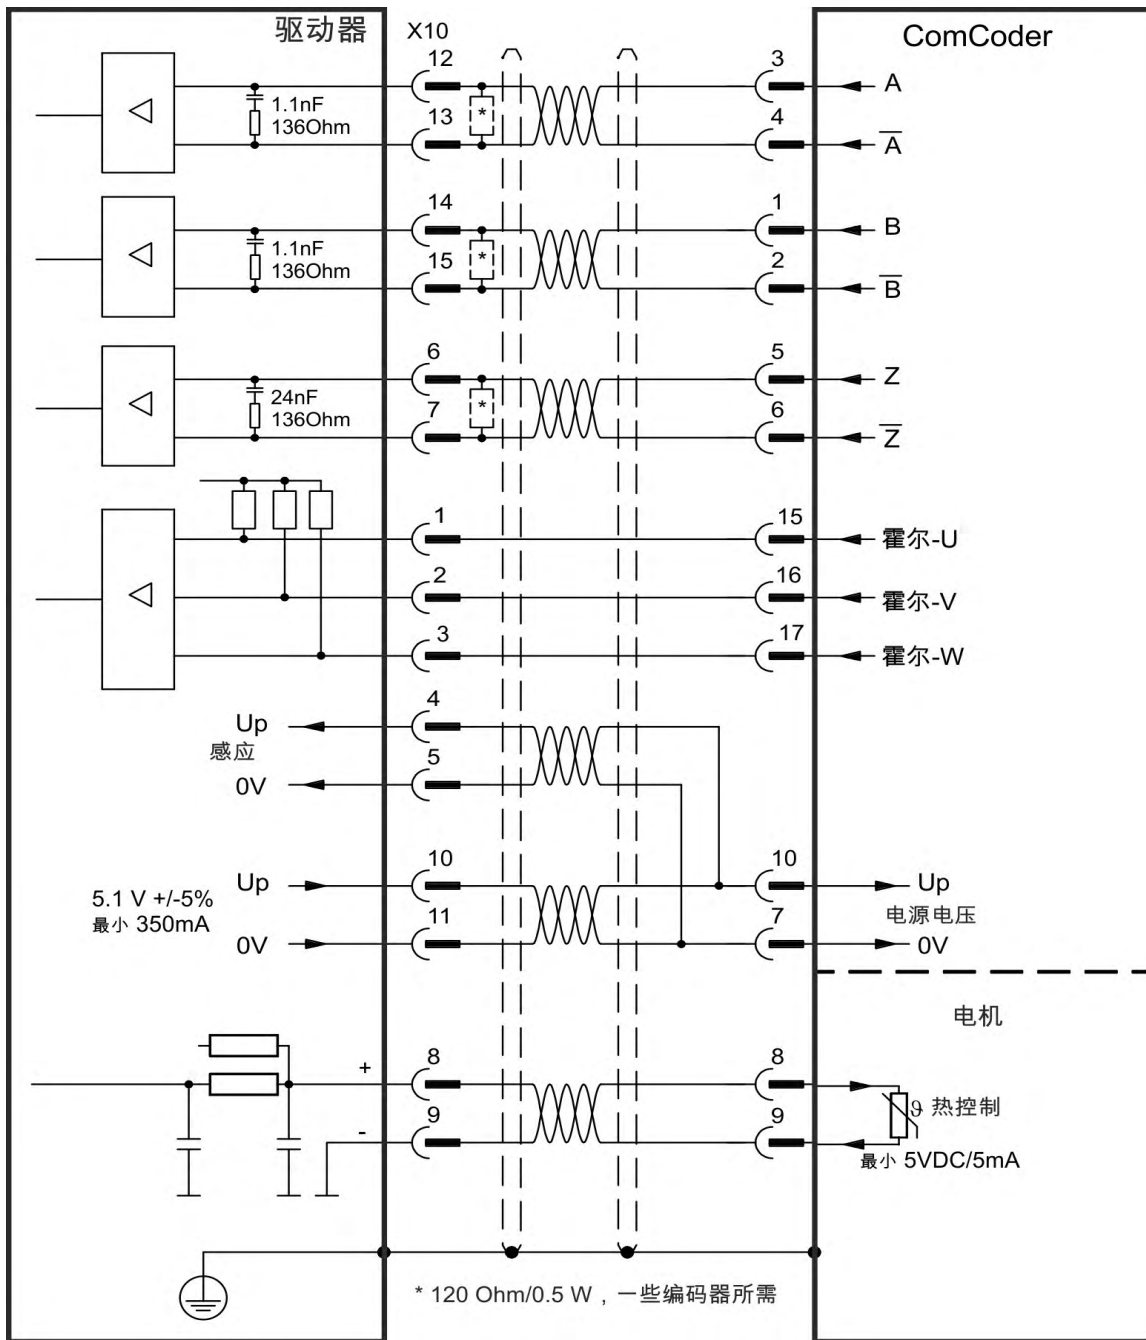 驱动器
X10
ComCoder
12
3
A
1.1nF
136Ohm
*
13
4
A̅
14
1
B
1.1nF
136Ohm
*
15
2
B̅
6
5
Z
24nF
136Ohm
*
7
6
Z̅
1
15
霍尔-U
2
16
霍尔-V
3
17
霍尔-W
4
Up
感应
5
0V
10
10
Up
Up
5.1 V +/-5%
最小 350mA
电源电压
11
7
0V
0V
电机
8
8
+
ϑ 热控制
9
9
-
最小 5VDC/5mA
* 120 Ohm/0.5 W，一些编码器所需